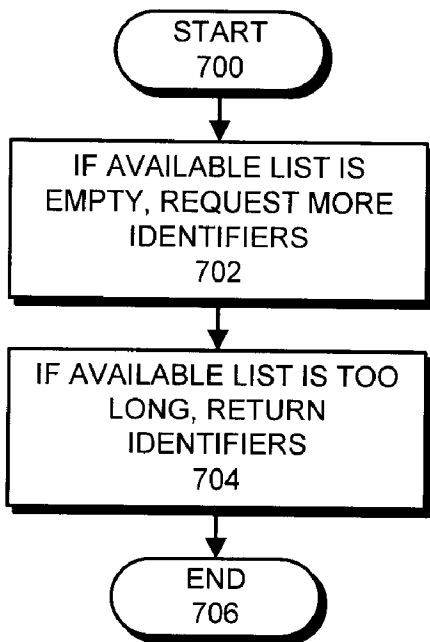 START
700
IF AVAILABLE LIST IS
EMPTY, REQUEST MORE
IDENTIFIERS
702
IF AVAILABLE LIST IS TOO
LONG, RETURN
IDENTIFIERS
704
END
706